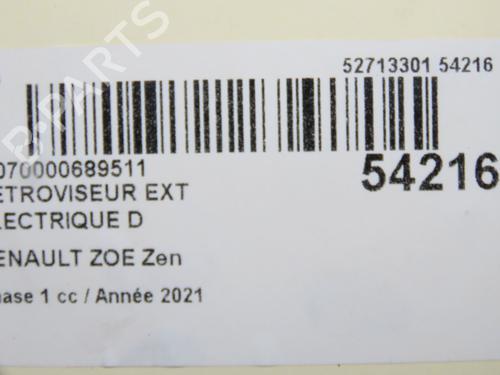 52713301 54216
070000689511
54216
ETROVISEUR EXT
LECTRIQUE D
ENAULT ZOE Zen
hase 1 cc / Année 2021
B-PARTS